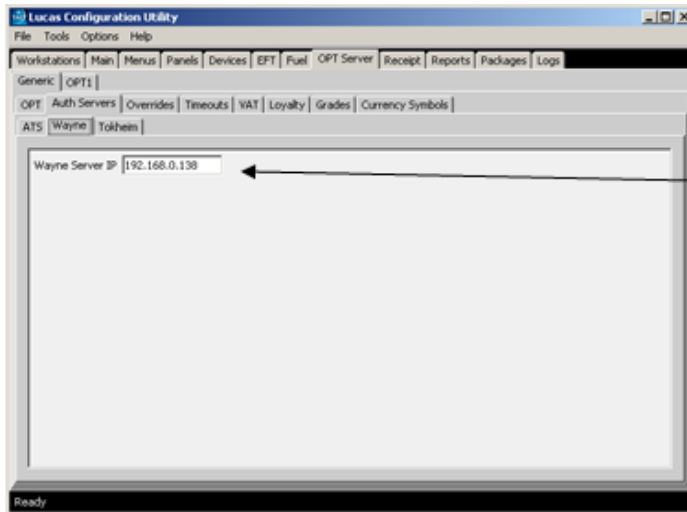 Lucas Configuration Utility
File Tools Options Help
Workstations Main Menus Panels Devices EFT Fuel OPT Server Receipt Reports Packages Logs
Generic OPT1
OPT Auth Servers Overrides Timeouts VAT Loyalty Grades Currency Symbols
ATS Wayne Tokheim
Wayne Server IP 192.168.0.138
Ready